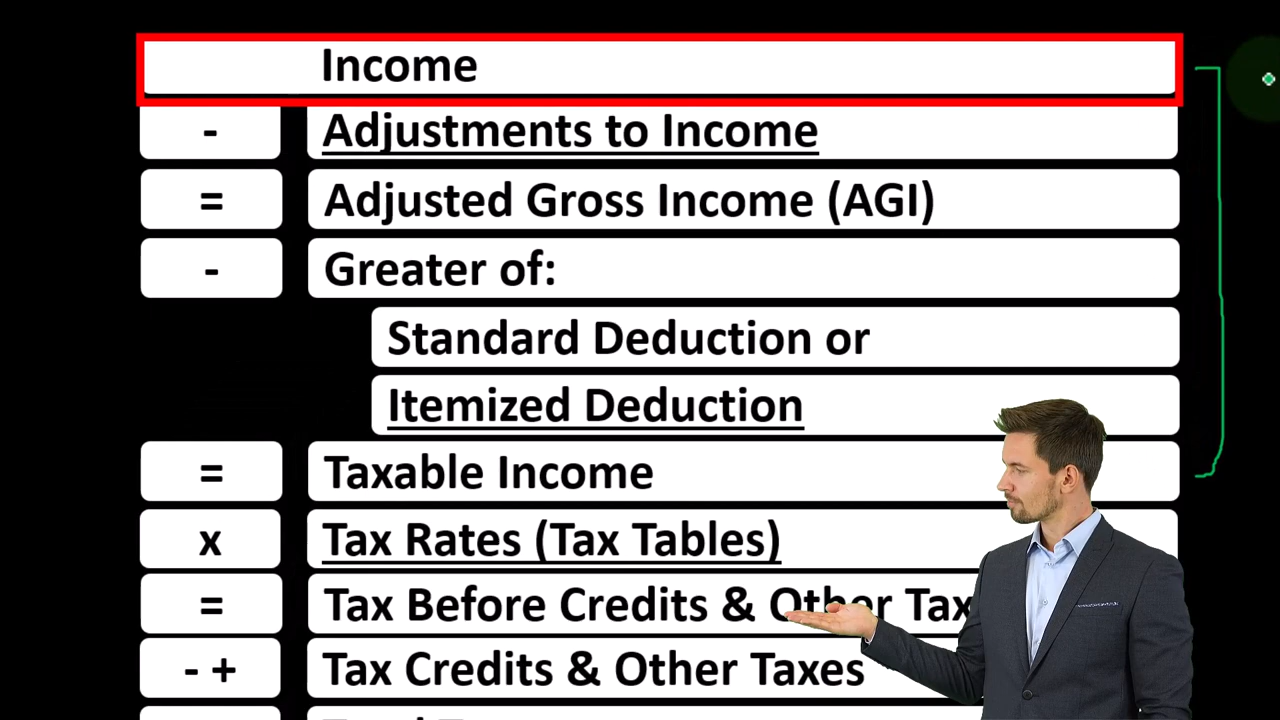 Income
- Adjustments to Income
= Adjusted Gross Income (AGI)
- Greater of:
Standard Deduction or
Itemized Deduction
= Taxable Income
x Tax Rates (Tax Tables)
= Tax Before Credits & Other Tax
- + Tax Credits & Other Taxes